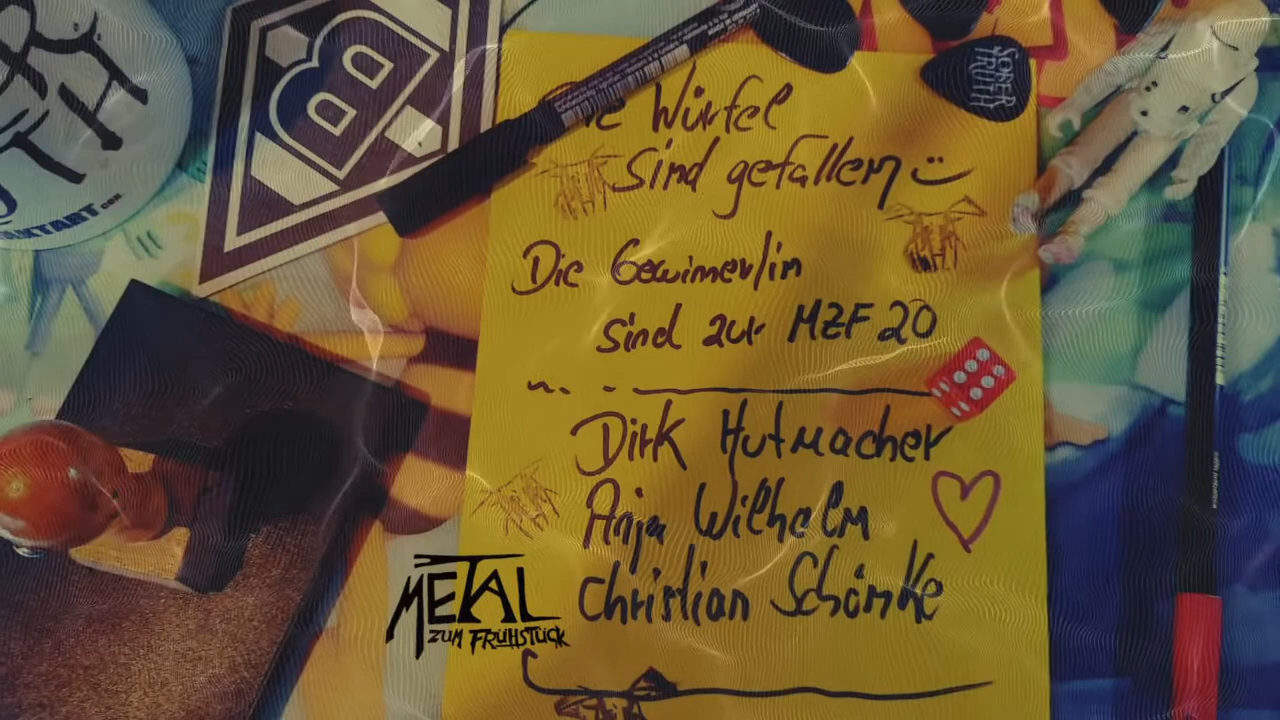 Würfel
sind gefallen :)
Die Gewinner/in
sind zur MZF 20
Dirk Hutmacher
Anja Wilhelm
Christian Schömke
METAL
ZUM FRÜHSTÜCK
SOBER
TRUTH
B